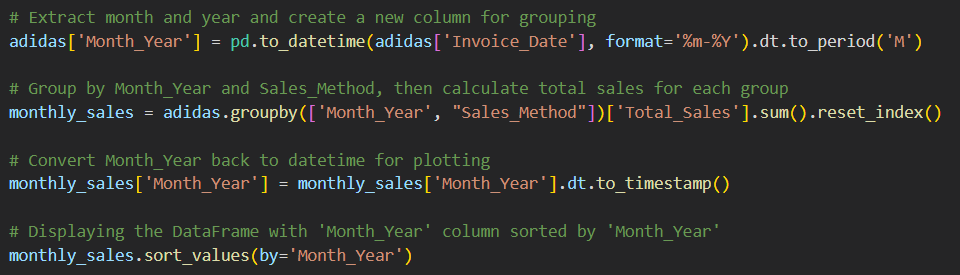 # Extract month and year and create a new column for grouping
adidas['Month_Year'] = pd.to_datetime(adidas['Invoice_Date'], format='%m-%Y').dt.to_period('M')
# Group by Month_Year and Sales_Method, then calculate total sales for each group
monthly_sales = adidas.groupby(['Month_Year', "Sales_Method"])['Total_Sales'].sum().reset_index()
# Convert Month_Year back to datetime for plotting
monthly_sales['Month_Year'] = monthly_sales['Month_Year'].dt.to_timestamp()
# Displaying the DataFrame with 'Month_Year' column sorted by 'Month_Year'
monthly_sales.sort_values(by='Month_Year')